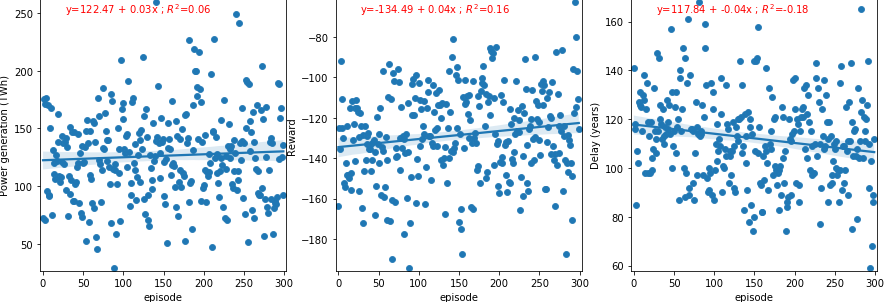 y=122.47 + 0.03x ; R²=0.06
y=-134.49 + 0.04x ; R²=0.16
y=117.84 + -0.04x ; R²=-0.18
Power generation (TWh)
250
200
150
100
50
0 50 100 150 200 250 300
episode
Reward
−80
−100
−120
−140
−160
−180
0 50 100 150 200 250 300
episode
Delay (years)
160
140
120
100
80
60
0 50 100 150 200 250 300
episode